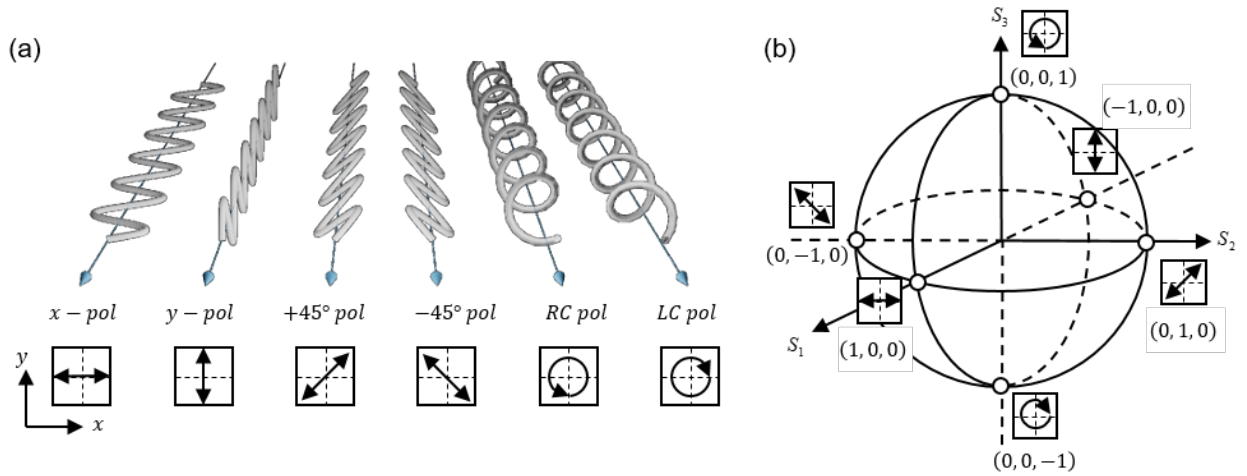 (a)
x − pol y − pol +45° pol −45° pol RC pol LC pol
y
x
(b)
S₃
(0, 0, 1)
(−1, 0, 0)
(0, −1, 0)
S₂
(0, 1, 0)
S₁
(1, 0, 0)
(0, 0, −1)